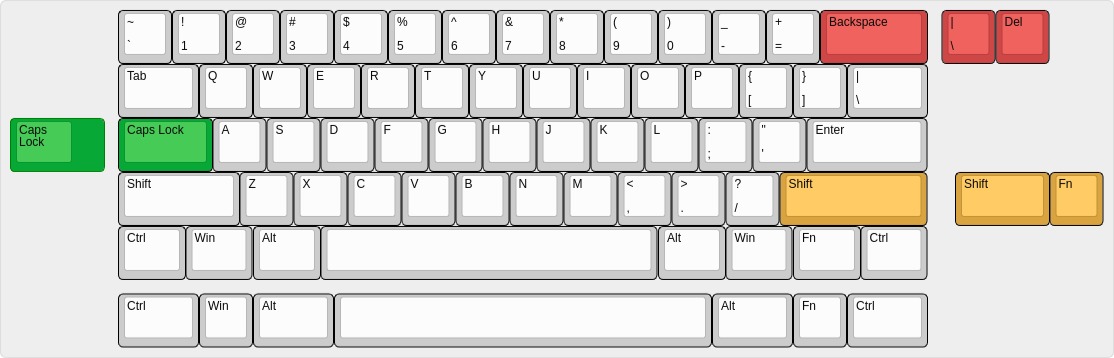 ~ ! @ # $ % ^ & * ( ) _ + Backspace | Del
` 1 2 3 4 5 6 7 8 9 0 - = \
Tab Q W E R T Y U I O P { } |
[ ] \
Caps Caps Lock A S D F G H J K L : " Enter
Lock
; '
Shift Z X C V B N M < > ? Shift Shift Fn
, . /
Ctrl Win Alt Alt Win Fn Ctrl
Ctrl Win Alt Alt Fn Ctrl